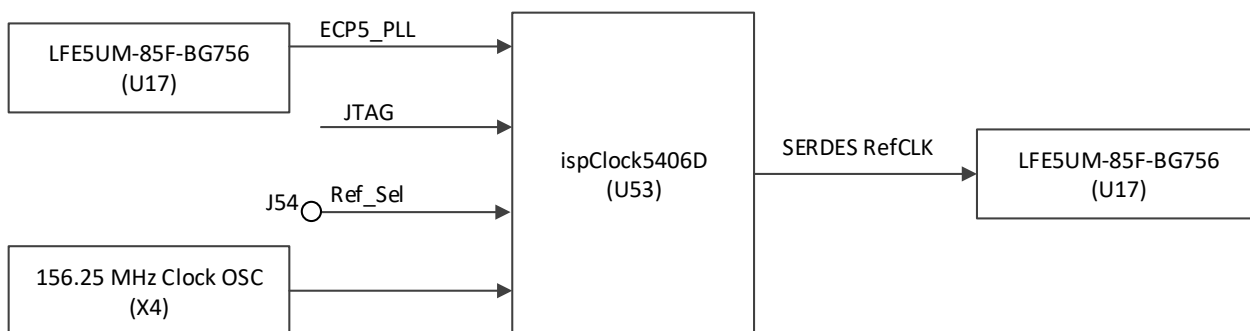 LFE5UM-85F-BG756
(U17)
ECP5_PLL
JTAG
J54
Ref_Sel
156.25 MHz Clock OSC
(X4)
ispClock5406D
(U53)
SERDES RefCLK
LFE5UM-85F-BG756
(U17)